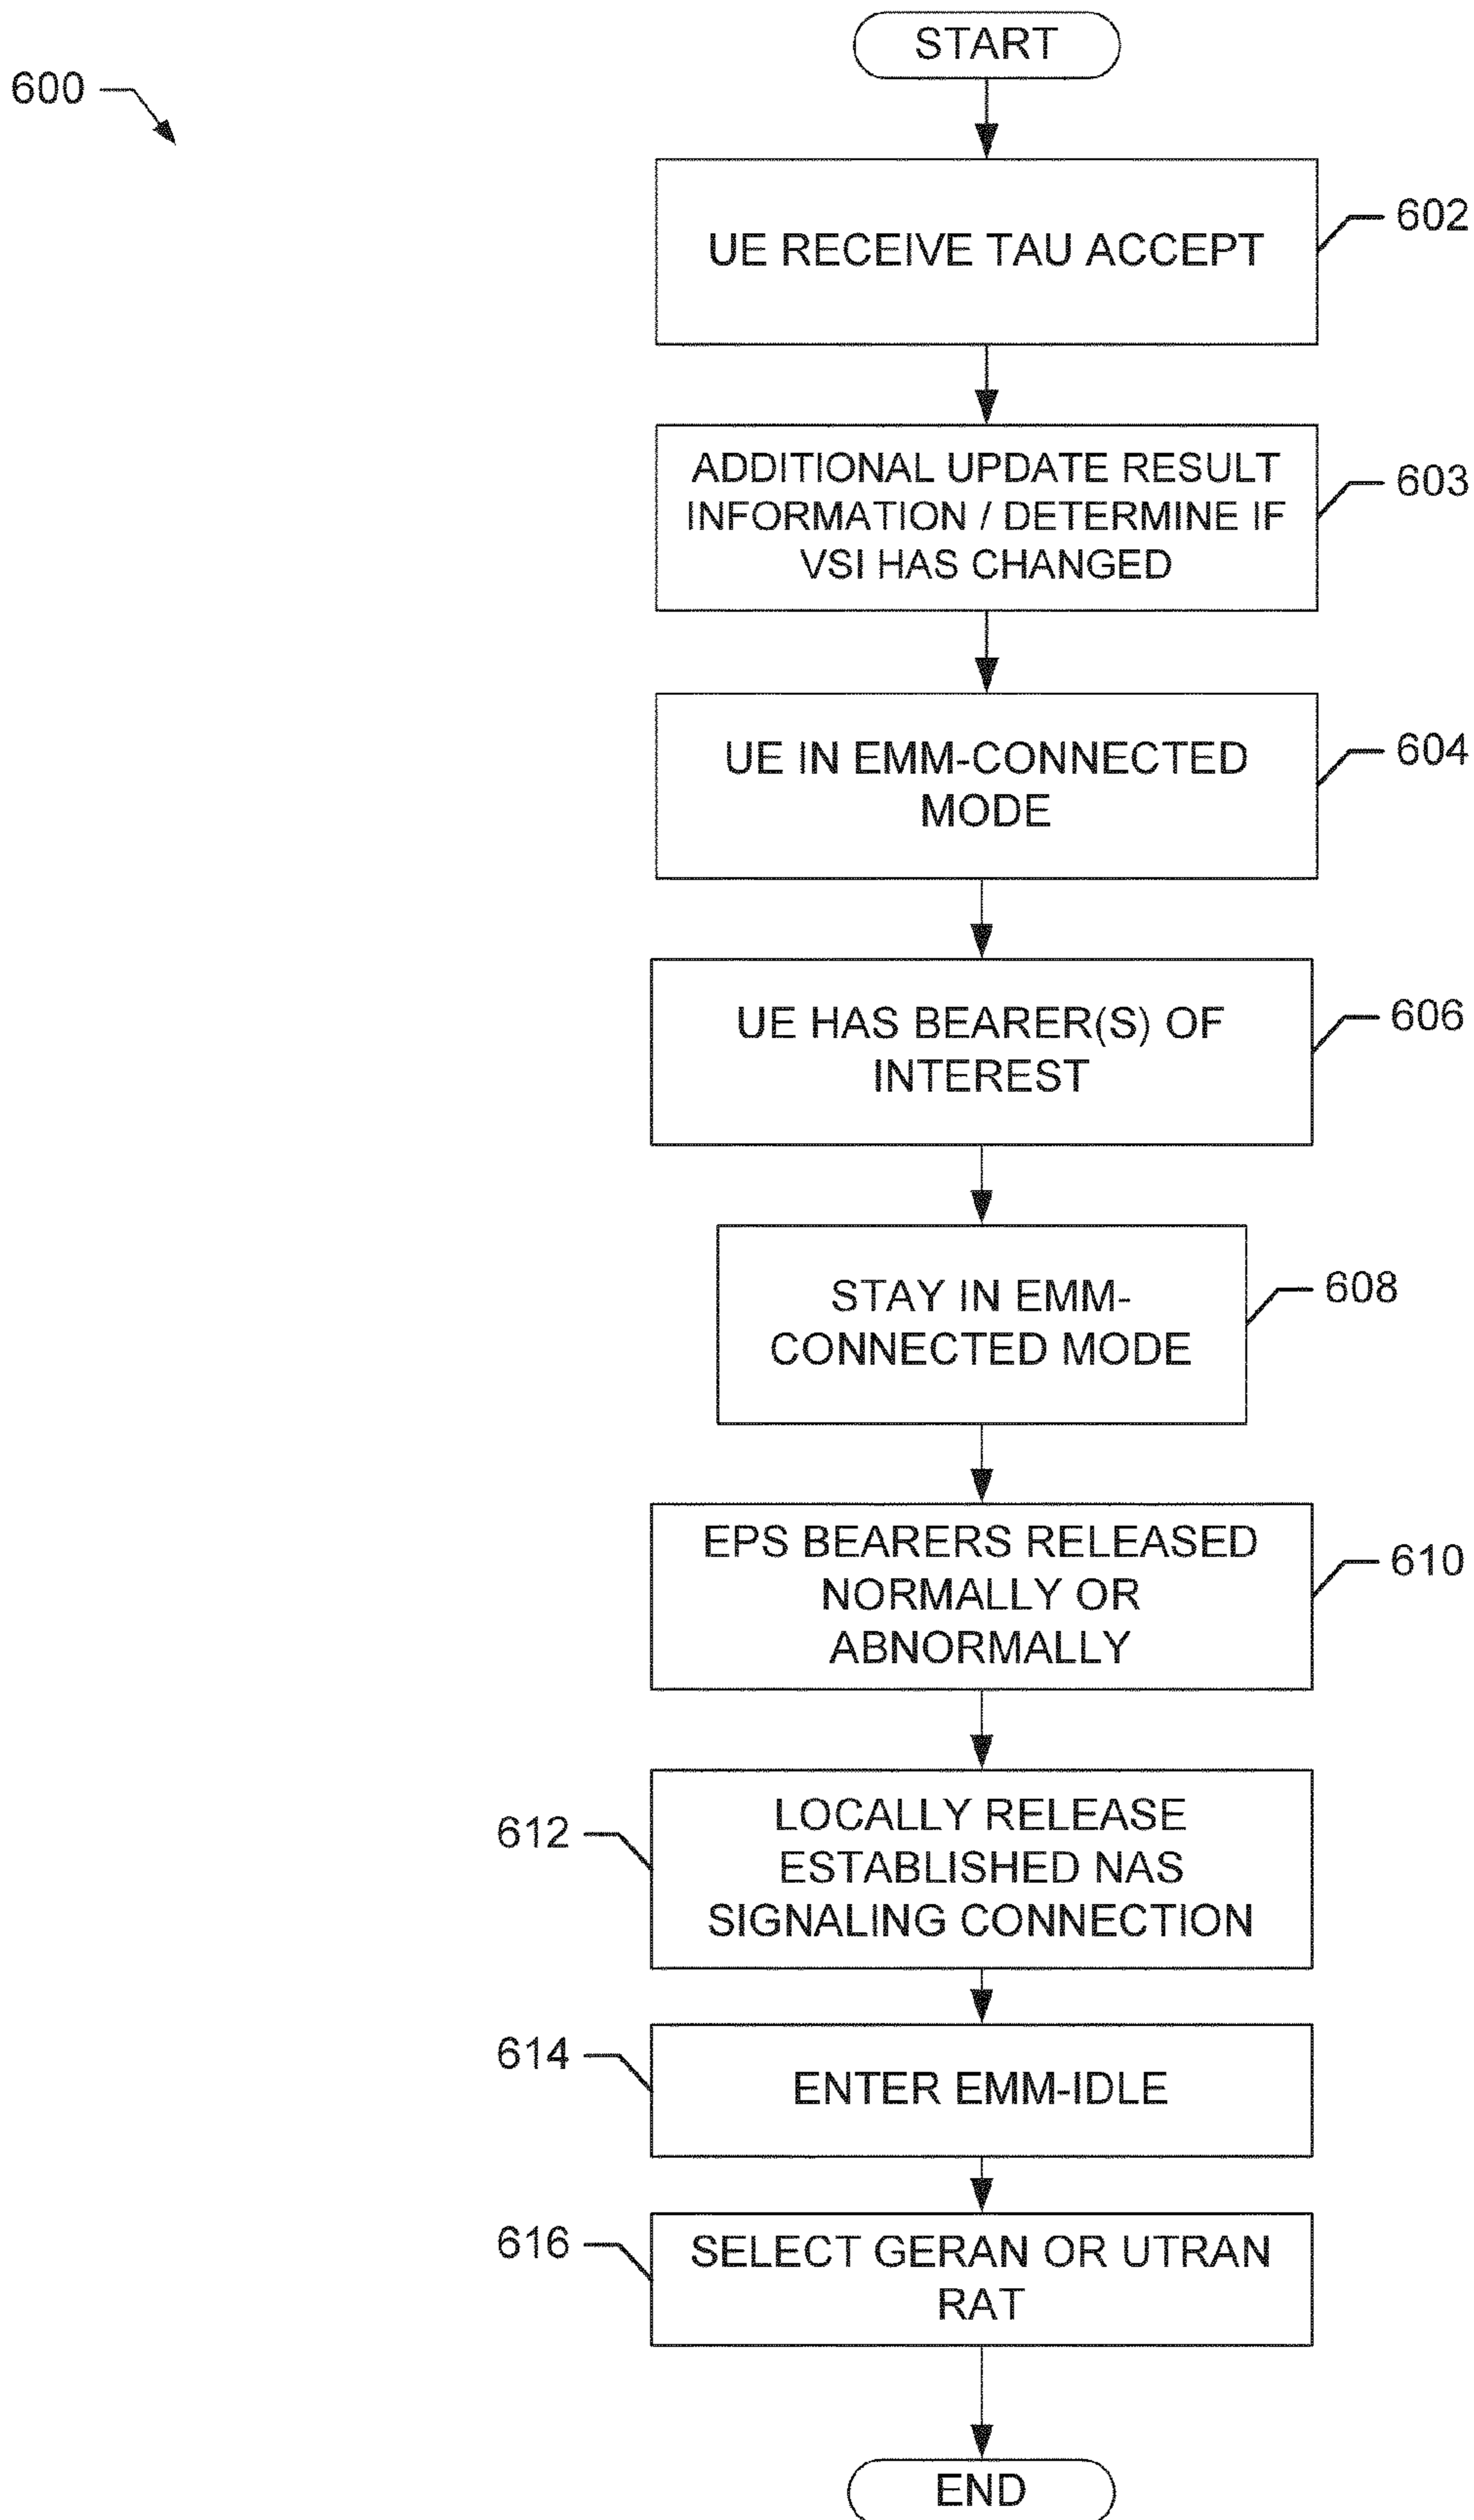 START
600
UE RECEIVE TAU ACCEPT
602
ADDITIONAL UPDATE RESULT
INFORMATION / DETERMINE IF
VSI HAS CHANGED
603
UE IN EMM-CONNECTED
MODE
604
UE HAS BEARER(S) OF
INTEREST
606
STAY IN EMM-
CONNECTED MODE
608
EPS BEARERS RELEASED
NORMALLY OR
ABNORMALLY
610
612
LOCALLY RELEASE
ESTABLISHED NAS
SIGNALING CONNECTION
614
ENTER EMM-IDLE
616
SELECT GERAN OR UTRAN
RAT
END